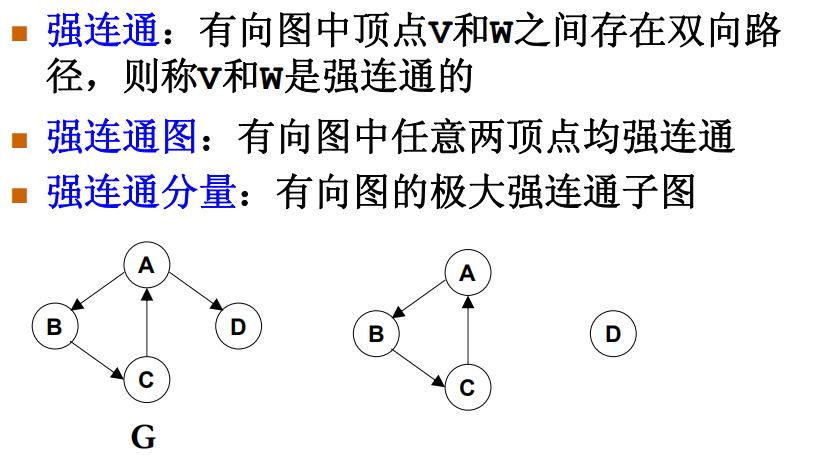 强连通：有向图中顶点V和W之间存在双向路
径，则称V和W是强连通的
强连通图：有向图中任意两顶点均强连通
强连通分量：有向图的极大强连通子图
A
B
D
C
G
A
B
C
D